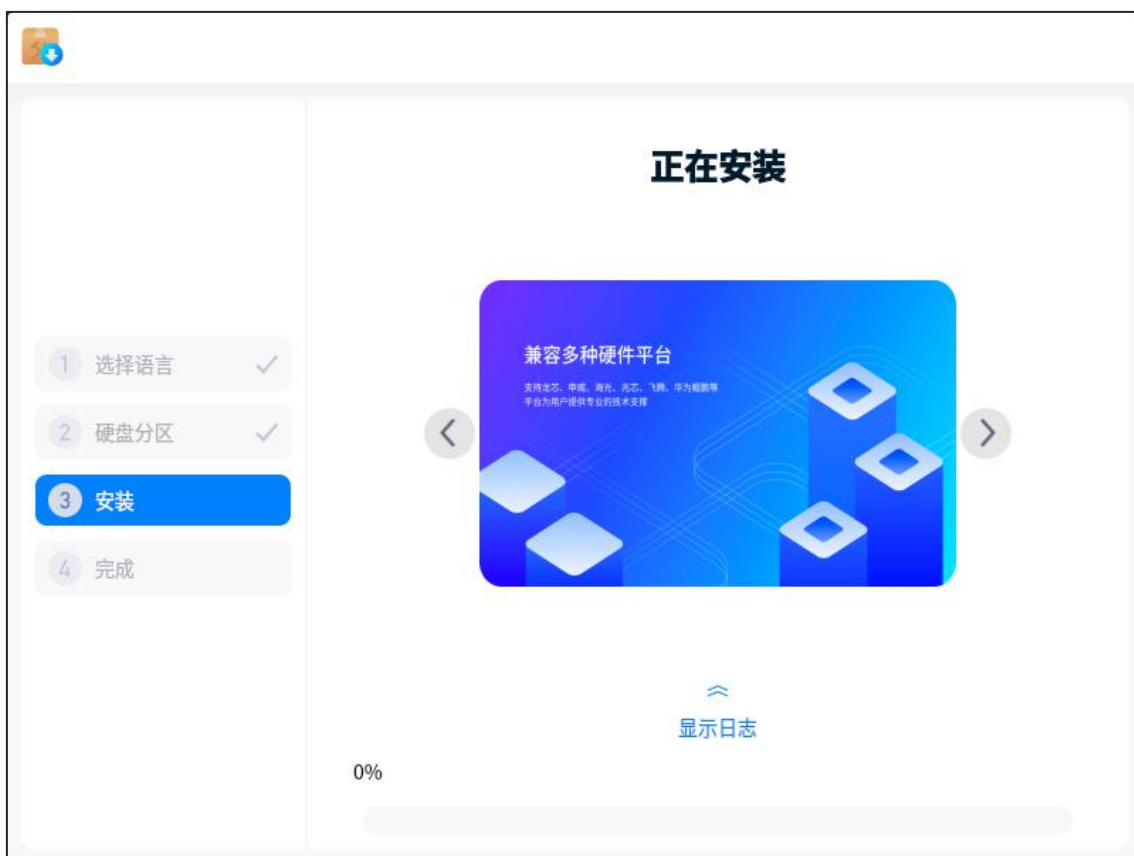 正在安装
兼容多种硬件平台
支持龙芯、申威、海光、兆芯、飞腾、华为鲲鹏等
平台为用户提供专业的技术支撑
1 选择语言
2 硬盘分区
3 安装
4 完成
显示日志
0%